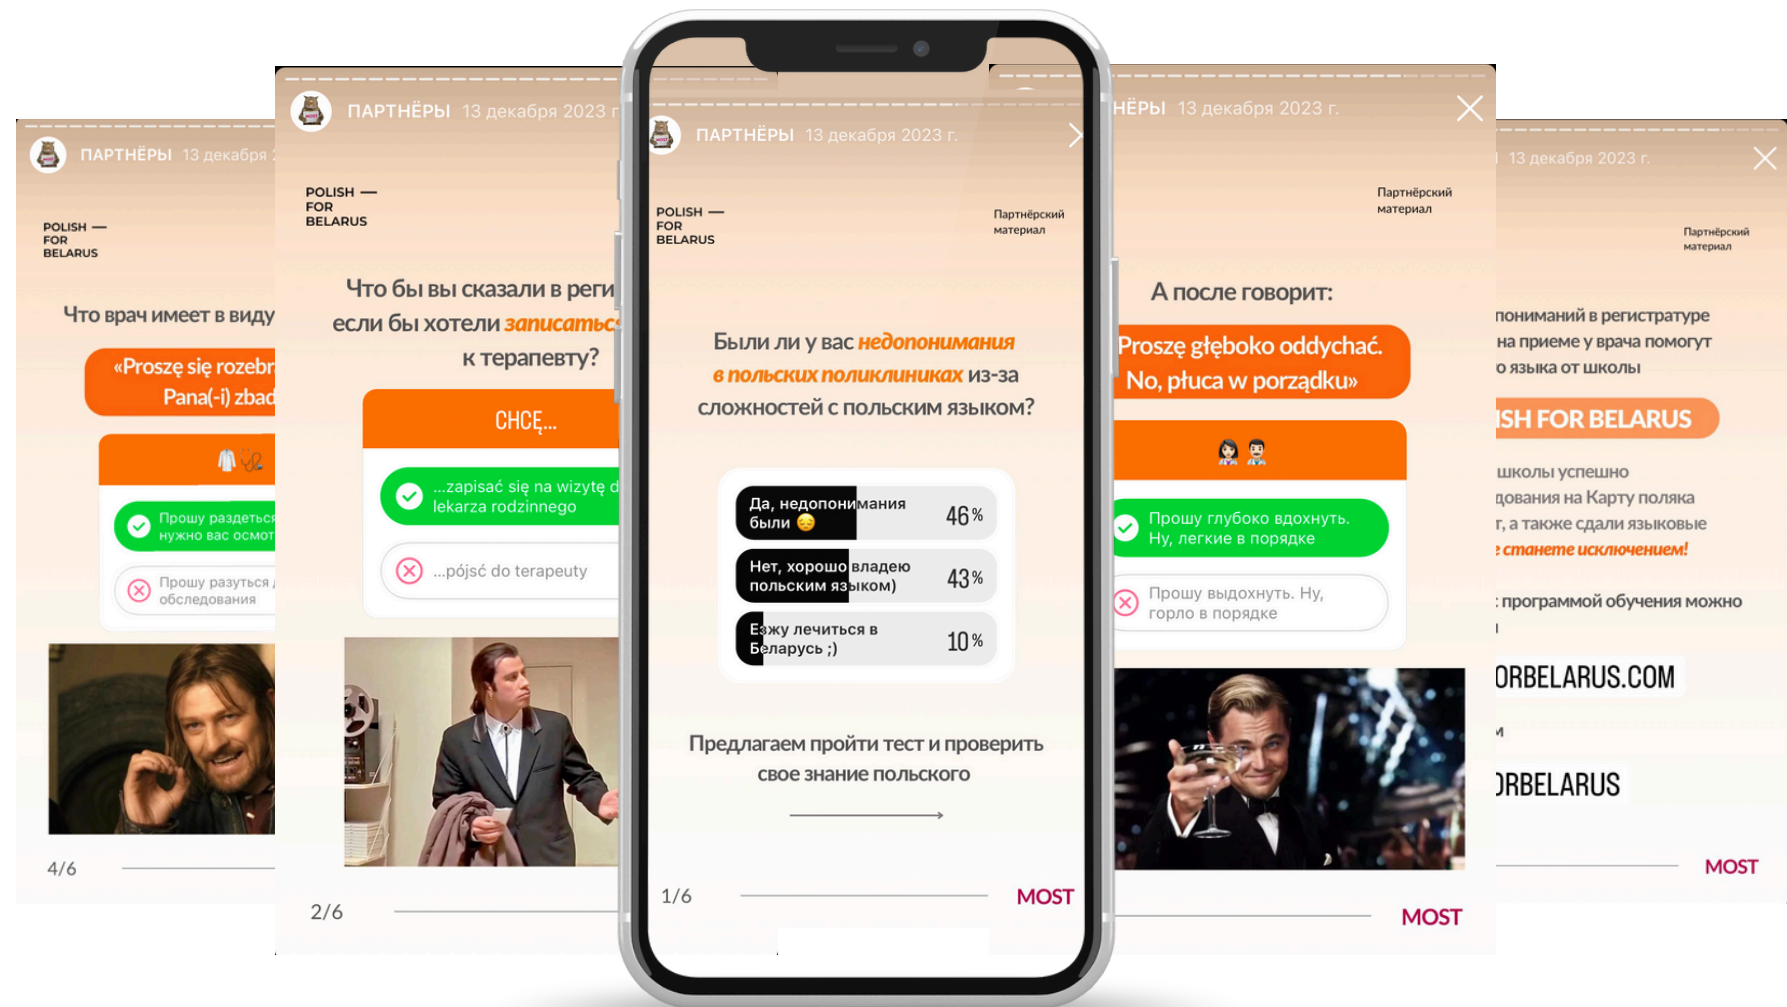 ПАРТНЁРЫ 13 декабря
POLISH —
FOR
BELARUS
Что врач имеет в виду
«Proszę się
Pana(-i)
Прошу раздеться
нужно вас
Прошу разуться
обследования
4/6
ПАРТНЁРЫ 13 декабря 2023 г
POLISH —
FOR
BELARUS
Что бы вы сказали в
если бы хотели
к терапевту?
CHCĘ...
...zapisać się na wizytę
lekarza rodzinnego
...pójsć do terapeuty
2/6
ПАРТНЁРЫ 13 декабря 2023 г.
POLISH —
FOR
BELARUS
Партнёрский
материал
Были ли у вас недопонимания
в польских поликлиниках из-за
сложностей с польским языком?
Да, недопонимания
были 😔
46%
Нет, хорошо владею
польским языком)
43%
Езжу лечиться в
Беларусь ;)
10%
Предлагаем пройти тест и проверить
свое знание польского
1/6
MOST
НЁРЫ 13 декабря 2023 г.
Партнёрский
материал
А после говорит:
Proszę głęboko oddychać.
No, płuca w porządku»
Прошу глубоко вдохнуть.
Ну, легкие в порядке
Прошу выдохнуть. Ну,
горло в порядке
MOST
13 декабря 2023 г.
Партнёрский
материал
пониманий в регистратуре
на приеме у врача помогут
языка от школы
ISH FOR BELARUS
школы успешно
дования на Карту поляка
а также сдали языковые
станете исключением!
программой обучения можно
ORBELARUS.COM
ORBELARUS
MOST